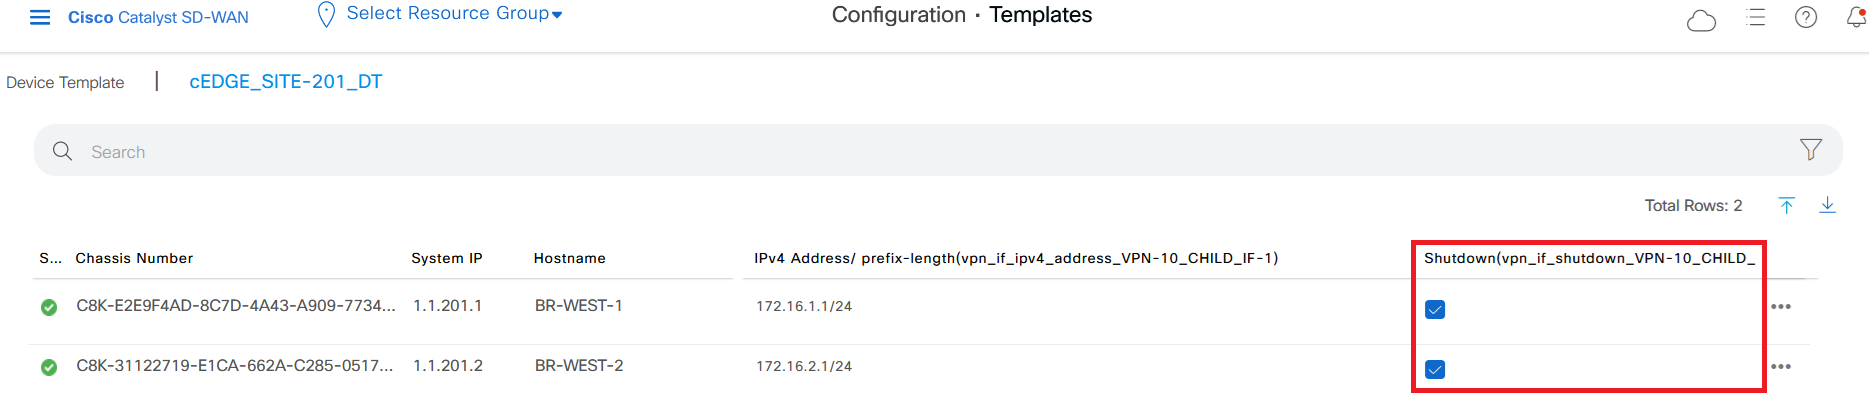 Cisco Catalyst SD-WAN
Select Resource Group
Configuration · Templates
Device Template | cEDGE_SITE-201_DT
Search
Total Rows: 2
S... Chassis Number System IP Hostname IPv4 Address/ prefix-length(vpn_if_ipv4_address_VPN-10_CHILD_IF-1) Shutdown(vpn_if_shutdown_VPN-10_CHILD_
C8K-E2E9F4AD-8C7D-4A43-A909-7734... 1.1.201.1 BR-WEST-1 172.16.1.1/24 •••
C8K-31122719-E1CA-662A-C285-0517... 1.1.201.2 BR-WEST-2 172.16.2.1/24 •••